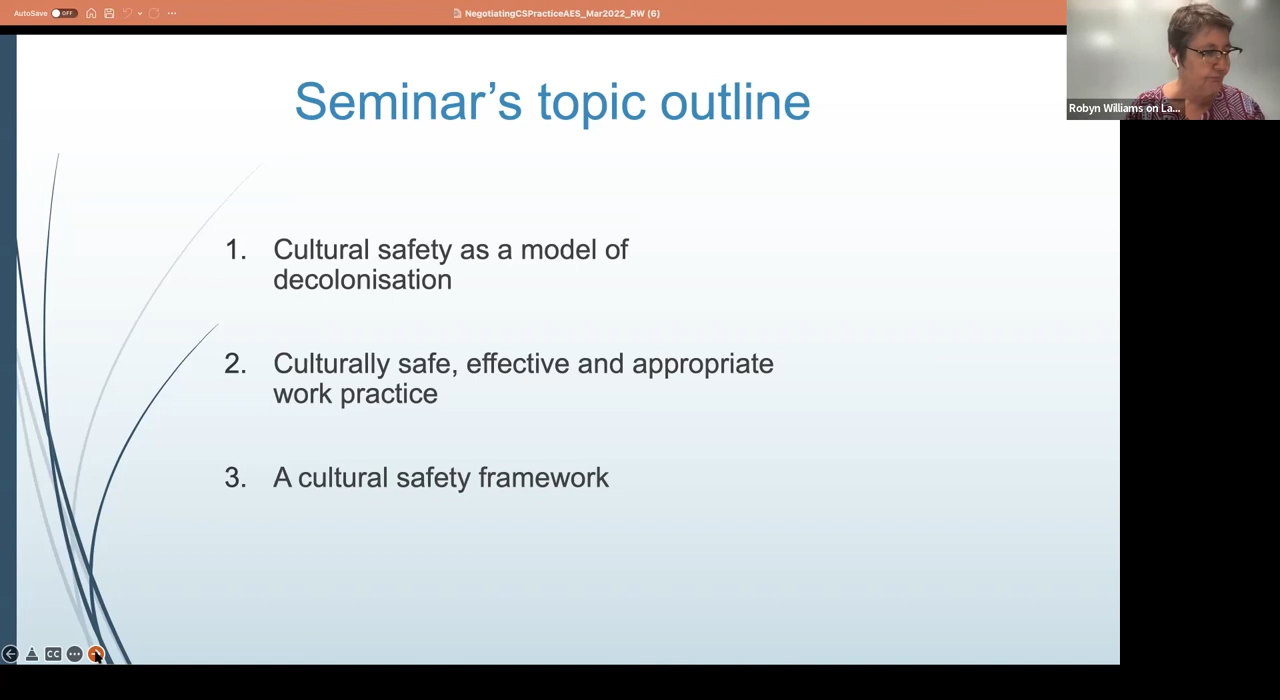 AutoSave OFF
NegotiatingCSPracticeAES_Mar2022_RW (6)
Robyn Williams on La...
Seminar’s topic outline
1. Cultural safety as a model of
decolonisation
2. Culturally safe, effective and appropriate
work practice
3. A cultural safety framework
CC